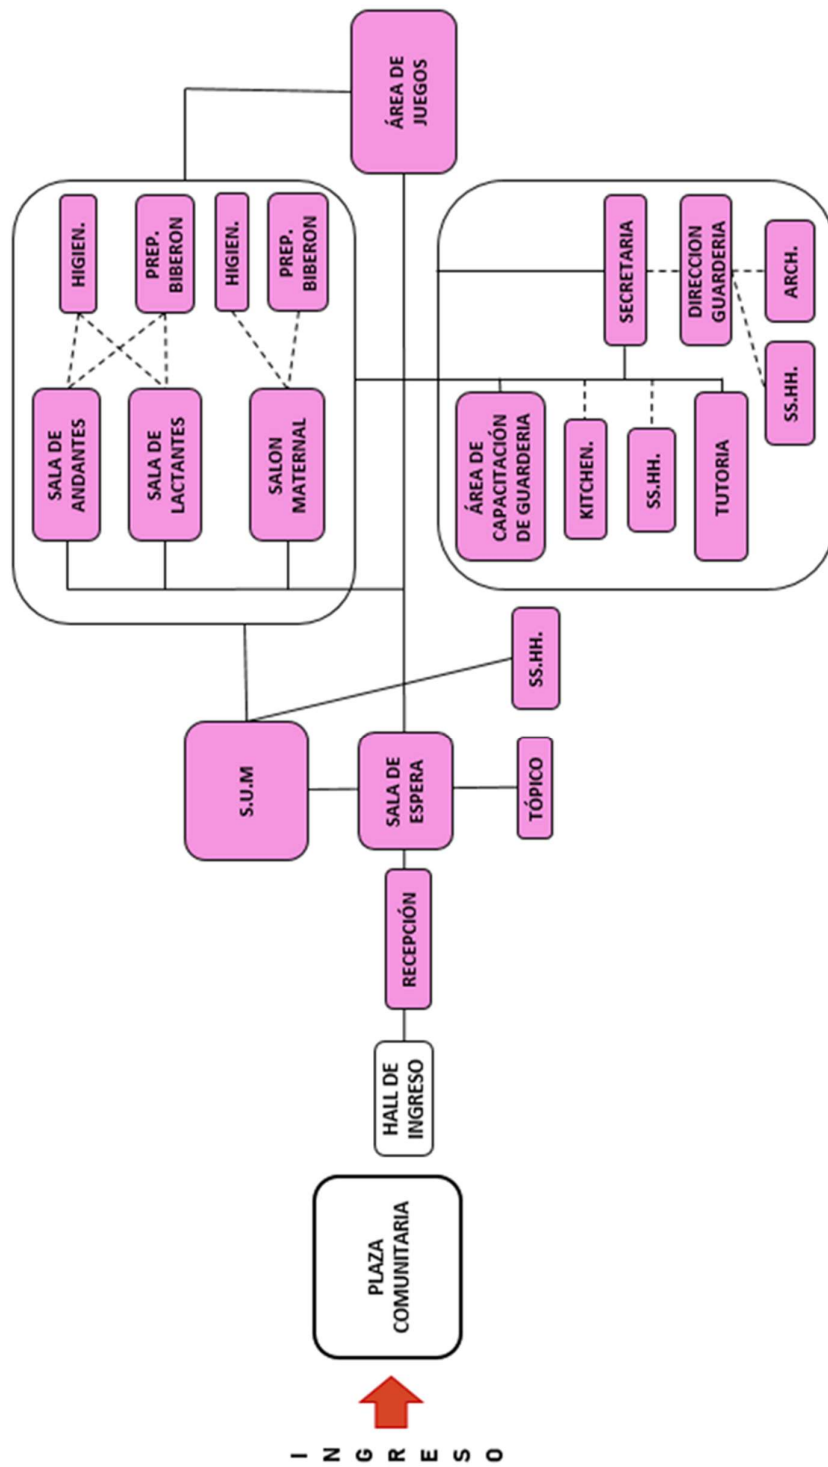 INGRESO
PLAZA
COMUNITARIA
HALL DE
INGRESO
RECEPCIÓN
S.U.M
SALA DE
ESPERA
TÓPICO
SS.HH.
SALA DE
ANDANTES
SALA DE
LACTANTES
SALON
MATERNAL
HIGIEN.
PREP.
BIBERON
HIGIEN.
PREP.
BIBERON
ÁREA DE
JUEGOS
ÁREA DE
CAPACITACIÓN
DE GUARDERIA
KITCHEN.
SS.HH.
TUTORIA
SECRETARIA
DIRECCION
GUARDERIA
SS.HH.
ARCH.